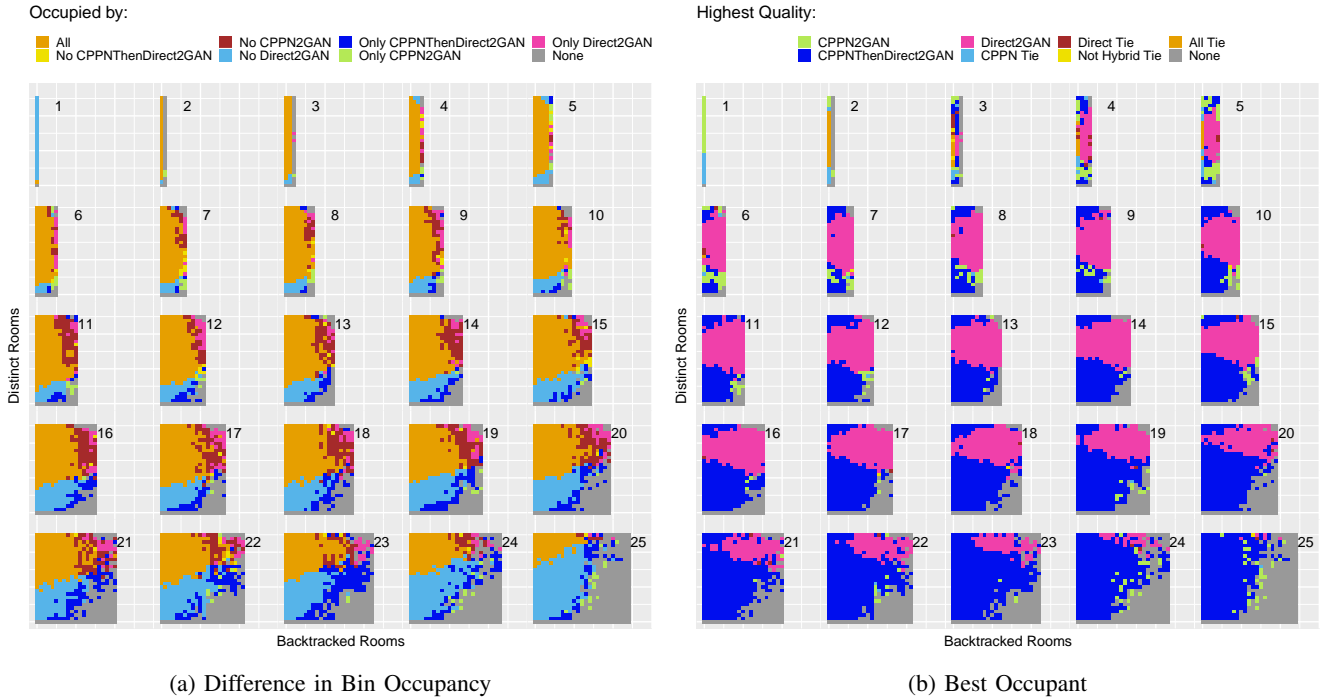 Occupied by:
All
No CPPN2GAN
Only CPPNThenDirect2GAN
Only Direct2GAN
No CPPNThenDirect2GAN
No Direct2GAN
Only CPPN2GAN
None
1 2 3 4 5
6 7 8 9 10
11 12 13 14 15
16 17 18 19 20
21 22 23 24 25
Distinct Rooms
Backtracked Rooms
(a) Difference in Bin Occupancy
Highest Quality:
CPPN2GAN
Direct2GAN
Direct Tie
All Tie
CPPNThenDirect2GAN
CPPN Tie
Not Hybrid Tie
None
1 2 3 4 5
6 7 8 9 10
11 12 13 14 15
16 17 18 19 20
21 22 23 24 25
Distinct Rooms
Backtracked Rooms
(b) Best Occupant